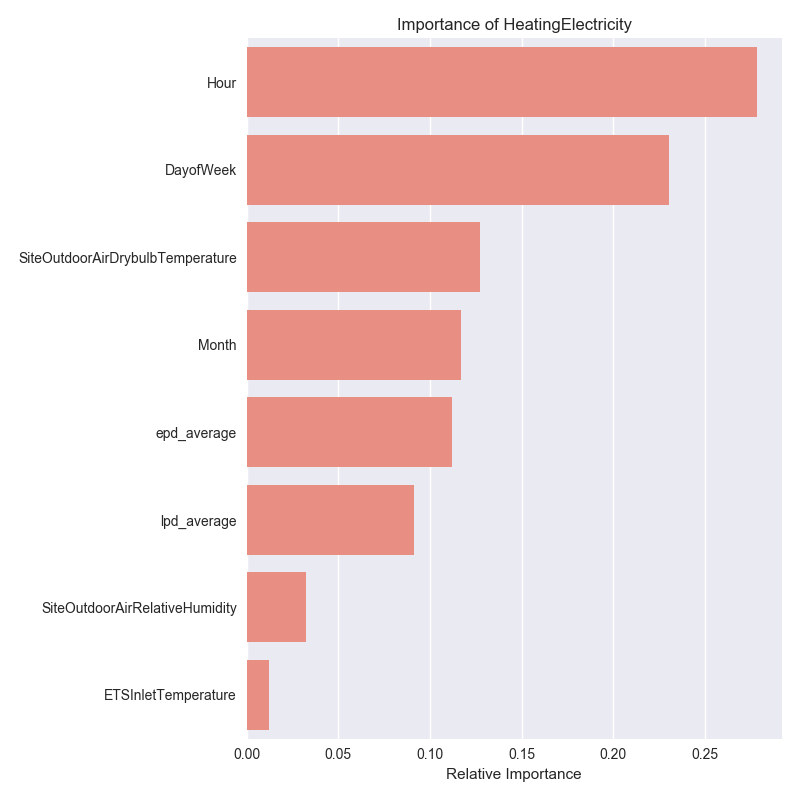 Importance of HeatingElectricity
Hour
DayofWeek
SiteOutdoorAirDrybulbTemperature
Month
epd_average
lpd_average
SiteOutdoorAirRelativeHumidity
ETSInletTemperature
0.00 0.05 0.10 0.15 0.20 0.25
Relative Importance